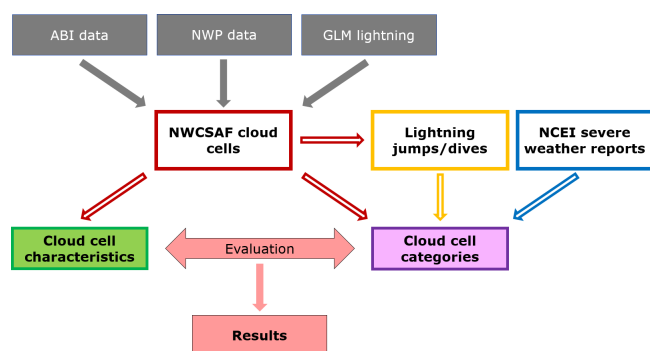 ABI data
NWP data
GLM lightning
NWCSAF cloud
cells
Lightning
jumps/dives
NCEI severe
weather reports
Cloud cell
characteristics
Evaluation
Cloud cell
categories
Results